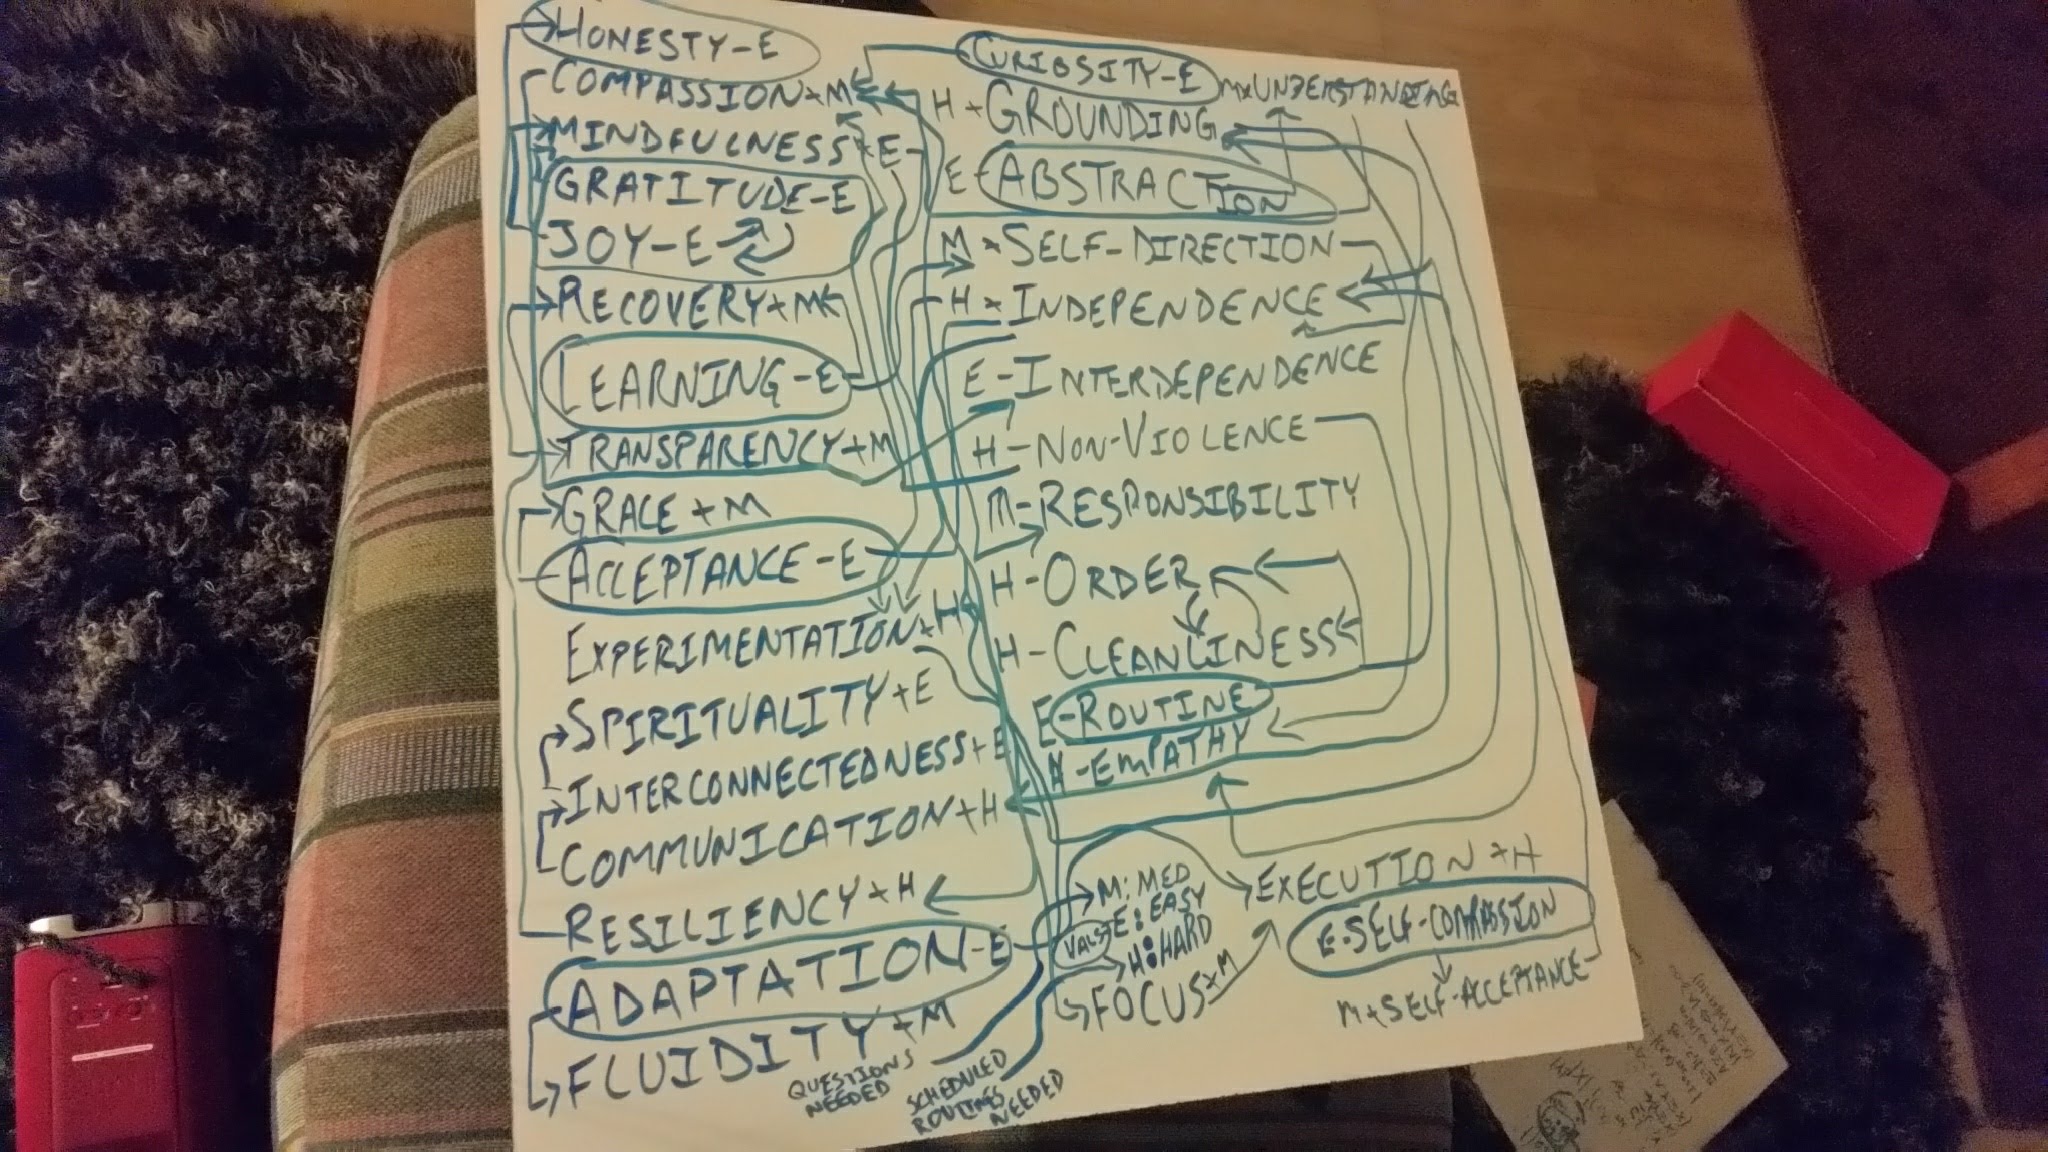 HONESTY-E
COMPASSION+ME
MINDFULNESS+E
GRATITUDE-E
JOY-E
RECOVERY+M
LEARNING-E
TRANSPARENCY+M
GRACE+M
ACCEPTANCE-E
EXPERIMENTATION+H
SPIRITUALITY+E
INTERCONNECTEDNESS+E
COMMUNICATION+H
RESILIENCY+H
ADAPTATION-E
FLUIDITY+M
QUESTIONS
NEEDED
SCHEDULED
ROUTINES
NEEDED
CURIOSITY-E
M+UNDERSTANDING
H+GROUNDING
E-ABSTRACTION
M+SELF-DIRECTION
H+INDEPENDENCE
E-INTERDEPENDENCE
H-NON-VIOLENCE
M-RESPONSIBILITY
H-ORDER
H-CLEANLINESS
E-ROUTINE
H-EMPATHY
M:MED
VALS E:EASY
H:HARD
FOCUS+M
EXECUTION+H
E-SELF-COMPASSION
M+SELF-ACCEPTANCE